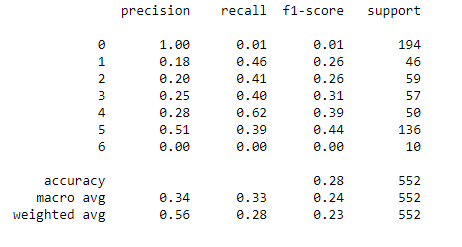 precision recall f1-score support
0 1.00 0.01 0.01 194
1 0.18 0.46 0.26 46
2 0.20 0.41 0.26 59
3 0.25 0.40 0.31 57
4 0.28 0.62 0.39 50
5 0.51 0.39 0.44 136
6 0.00 0.00 0.00 10
accuracy 0.28 552
macro avg 0.34 0.33 0.24 552
weighted avg 0.56 0.28 0.23 552